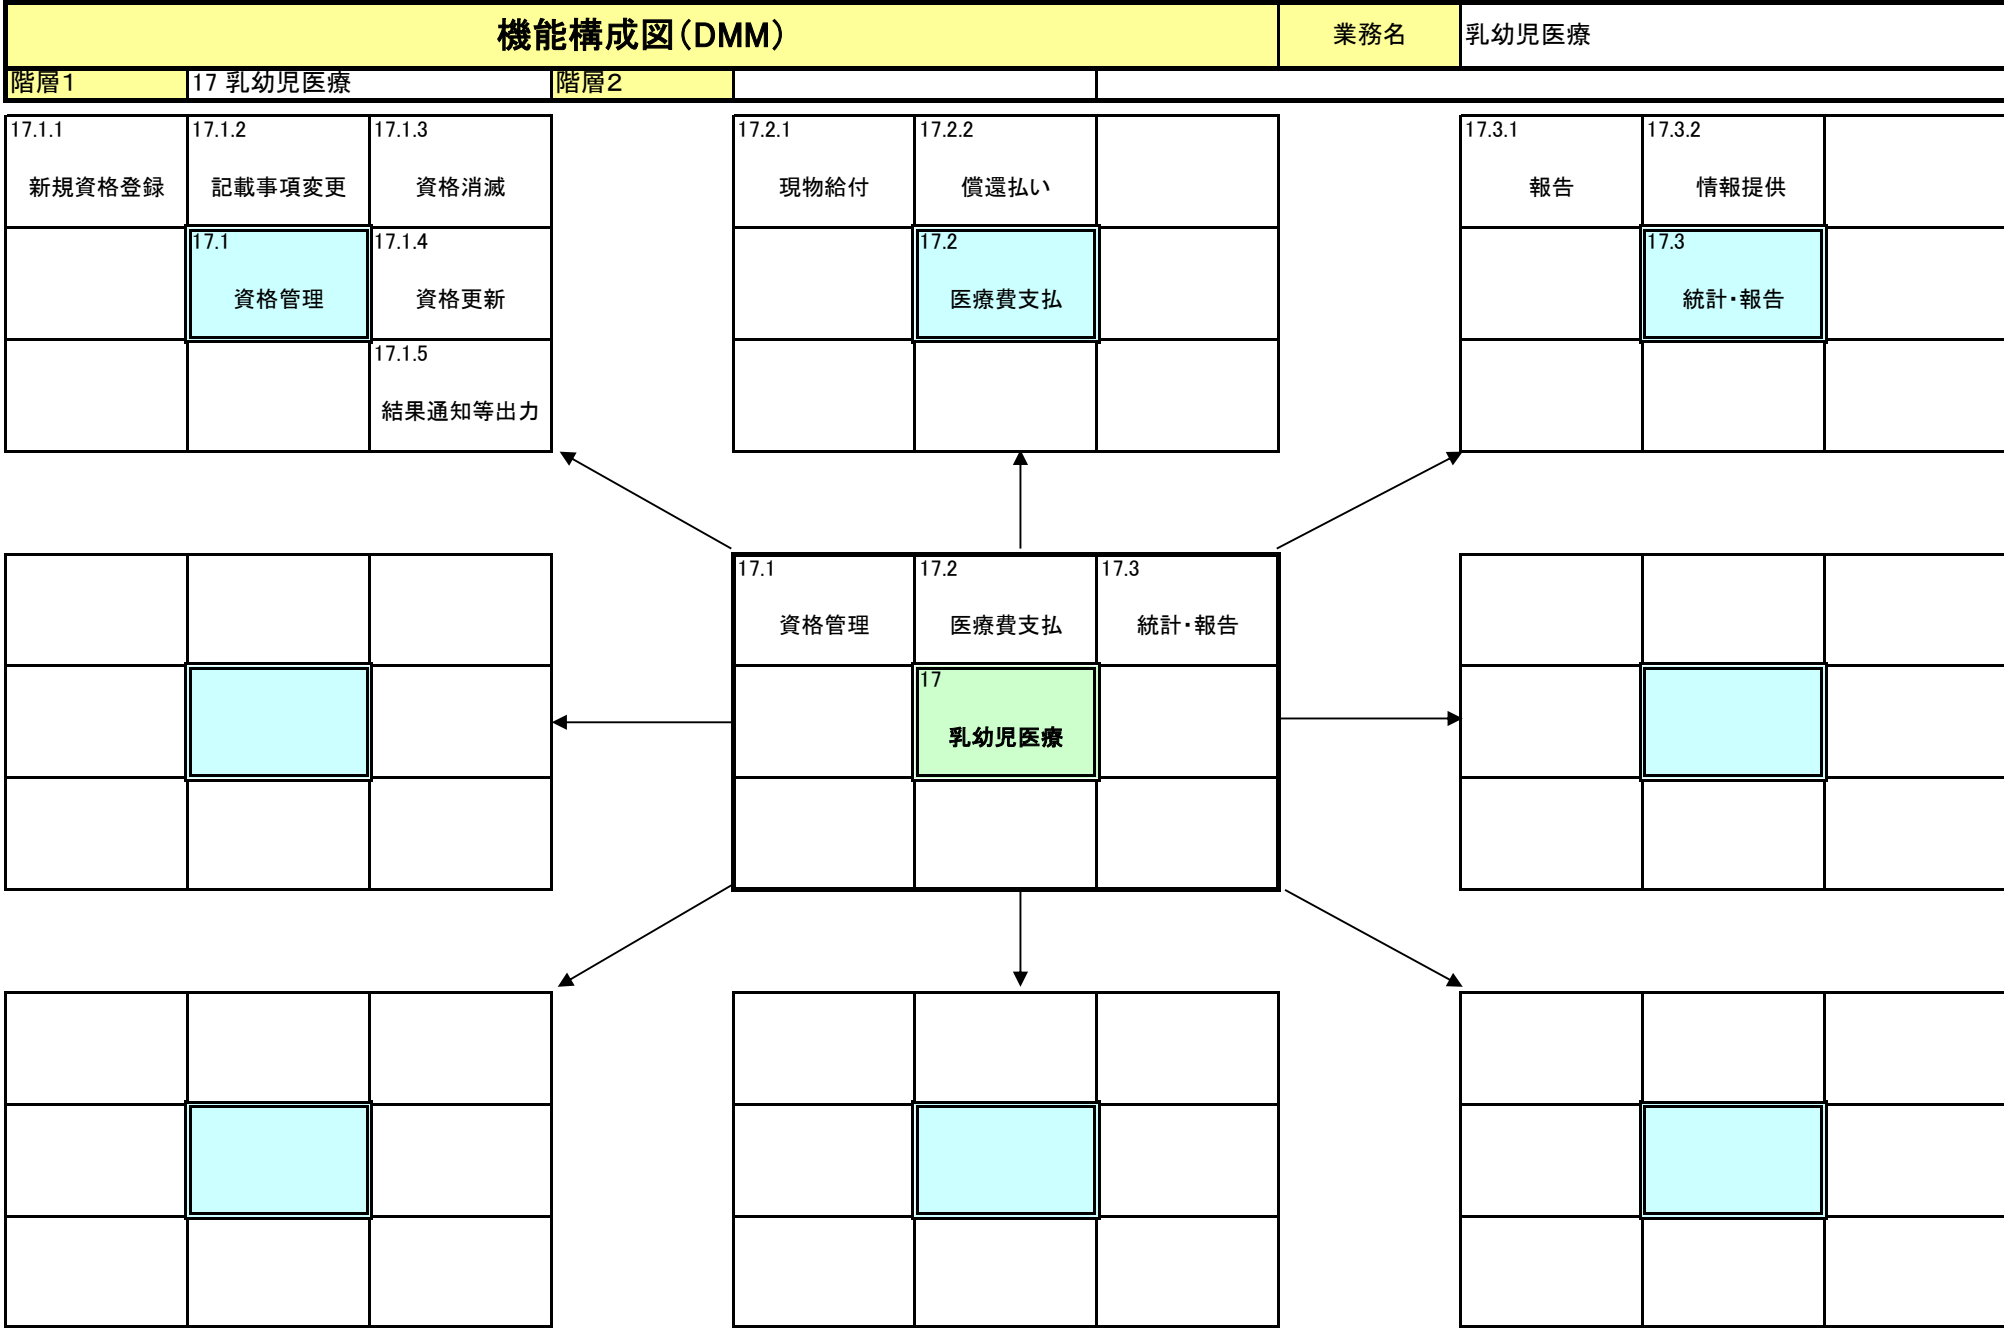 機能構成図(DMM)
業務名
乳幼児医療
階層1
17 乳幼児医療
階層2
17.1.1
17.1.2
17.1.3
新規資格登録
記載事項変更
資格消滅
17.1
17.1.4
資格管理
資格更新
17.1.5
結果通知等出力
17.2.1
17.2.2
現物給付
償還払い
17.2
医療費支払
17.3.1
17.3.2
報告
情報提供
17.3
統計・報告
17.1
17.2
17.3
資格管理
医療費支払
統計・報告
17
乳幼児医療